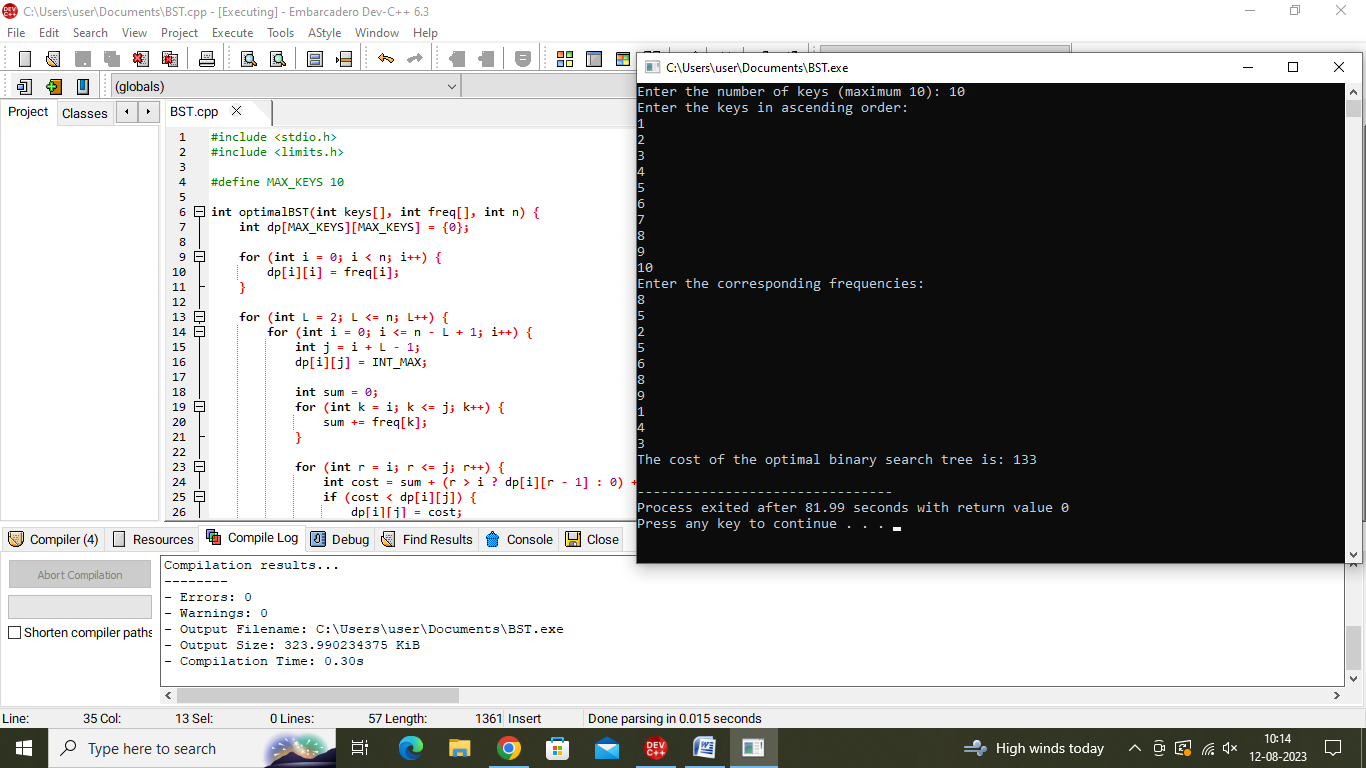 C:\Users\user\Documents\BST.cpp - [Executing] - Embarcadero Dev-C++ 6.3
File Edit Search View Project Execute Tools AStyle Window Help
(globals)
Project Classes
BST.cpp
1 #include <stdio.h>
2 #include <limits.h>
3
4 #define MAX_KEYS 10
5
6 int optimalBST(int keys[], int freq[], int n) {
7 int dp[MAX_KEYS][MAX_KEYS] = {0};
8
9 for (int i = 0; i < n; i++) {
10 dp[i][i] = freq[i];
11 }
12
13 for (int L = 2; L <= n; L++) {
14 for (int i = 0; i <= n - L + 1; i++) {
15 int j = i + L - 1;
16 dp[i][j] = INT_MAX;
17
18 int sum = 0;
19 for (int k = i; k <= j; k++) {
20 sum += freq[k];
21 }
22
23 for (int r = i; r <= j; r++) {
24 int cost = sum + (r > i ? dp[i][r - 1] : 0) +
25 if (cost < dp[i][j]) {
26 dp[i][j] = cost;
C:\Users\user\Documents\BST.exe
Enter the number of keys (maximum 10): 10
Enter the keys in ascending order:
1
2
3
4
5
6
7
8
9
10
Enter the corresponding frequencies:
8
5
2
5
6
8
9
1
4
3
The cost of the optimal binary search tree is: 133
--------------------------------
Process exited after 81.99 seconds with return value 0
Press any key to continue . . .
Compiler (4) Resources Compile Log Debug Find Results Console Close
Abort Compilation
Shorten compiler paths
Compilation results...
--------
- Errors: 0
- Warnings: 0
- Output Filename: C:\Users\user\Documents\BST.exe
- Output Size: 323.990234375 KiB
- Compilation Time: 0.30s
Line: 35 Col: 13 Sel: 0 Lines: 57 Length: 1361 Insert Done parsing in 0.015 seconds
Type here to search
DEV C++
High winds today
10:14
12-08-2023